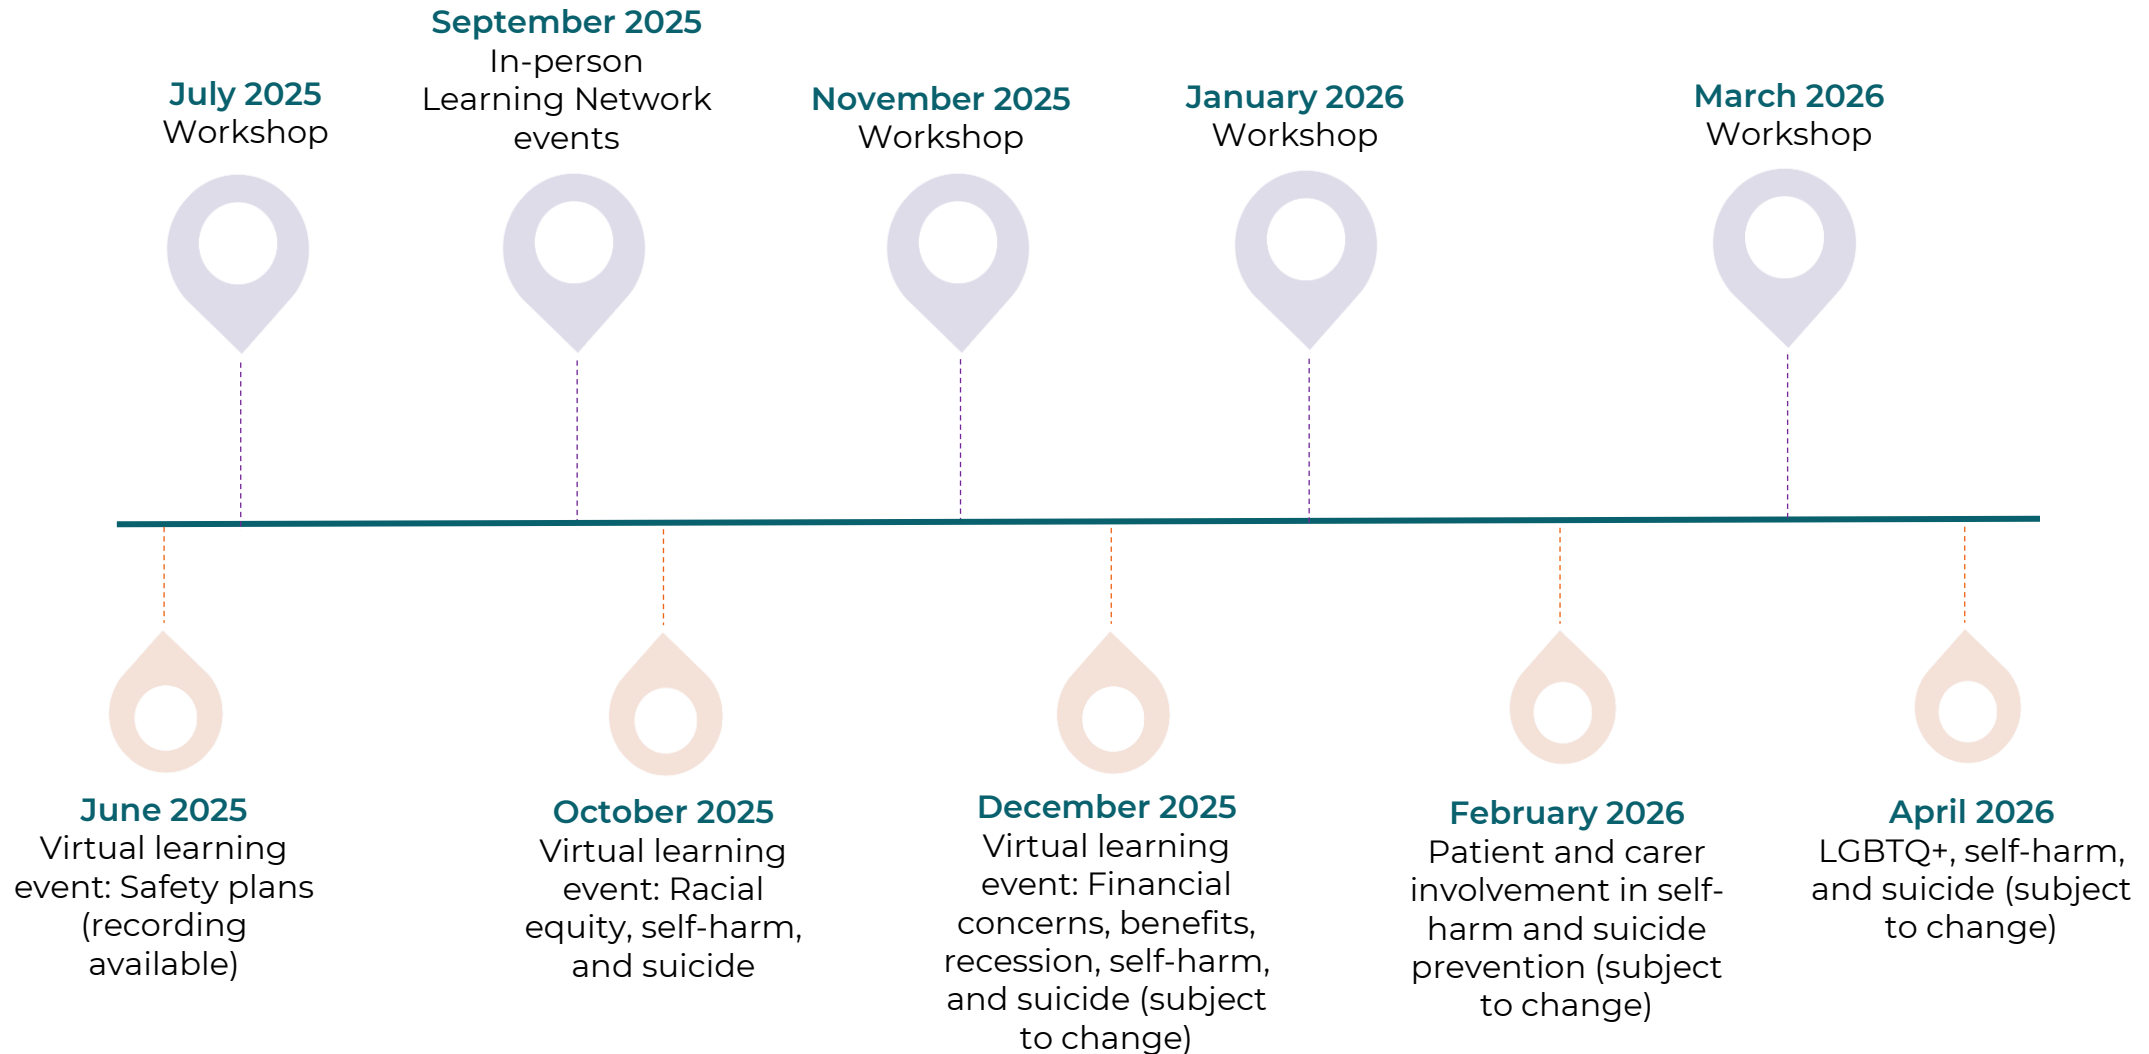 September 2025
In-person
Learning Network
events
July 2025
Workshop
November 2025
Workshop
January 2026
Workshop
March 2026
Workshop
June 2025
Virtual learning
event: Safety plans
(recording
available)
October 2025
Virtual learning
event: Racial
equity, self-harm,
and suicide
December 2025
Virtual learning
event: Financial
concerns, benefits,
recession, self-harm,
and suicide (subject
to change)
February 2026
Patient and carer
involvement in self-
harm and suicide
prevention (subject
to change)
April 2026
LGBTQ+, self-harm,
and suicide (subject
to change)